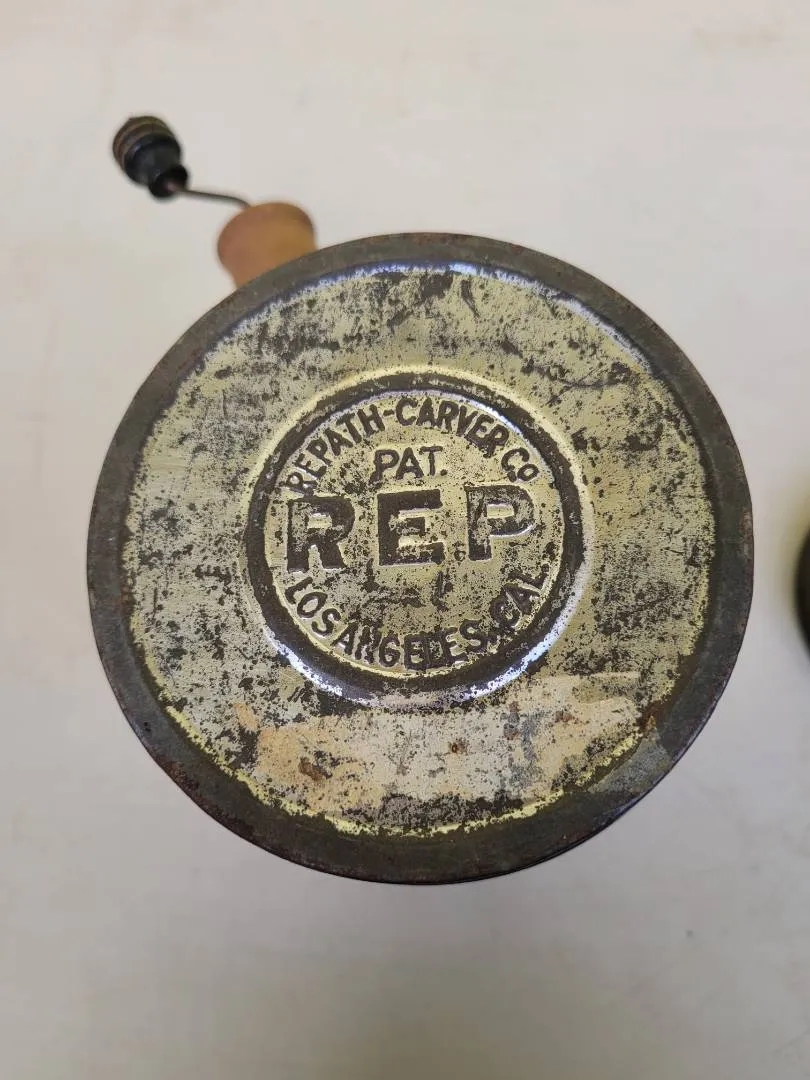 REPATH-CARVER CO.
PAT.
REP
LOS ANGELES, CAL.